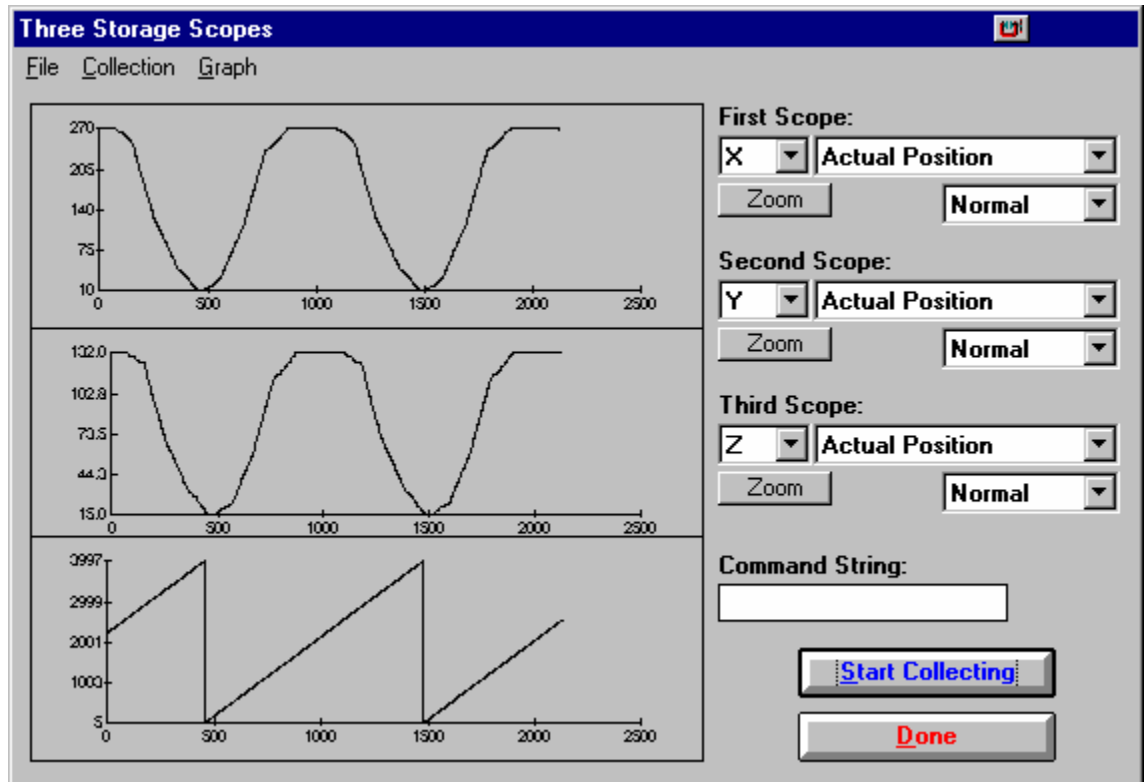 Three Storage Scopes
File Collection Graph
270
205
140
75
10
0 500 1000 1500 2000 2500
132.0
102.8
73.5
44.3
15.0
0 500 1000 1500 2000 2500
3997
2999
2001
1003
5
0 500 1000 1500 2000 2500
First Scope:
X Actual Position
Zoom Normal
Second Scope:
Y Actual Position
Zoom Normal
Third Scope:
Z Actual Position
Zoom Normal
Command String:
Start Collecting
Done